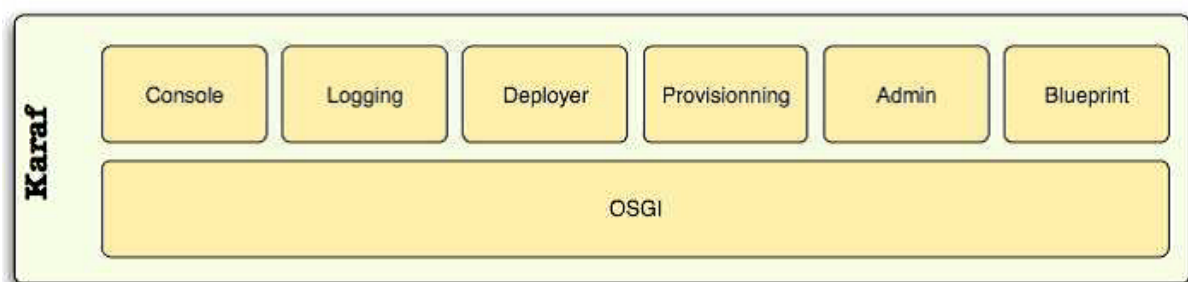 Karaf
Console
Logging
Deployer
Provisionning
Admin
Blueprint
OSGI